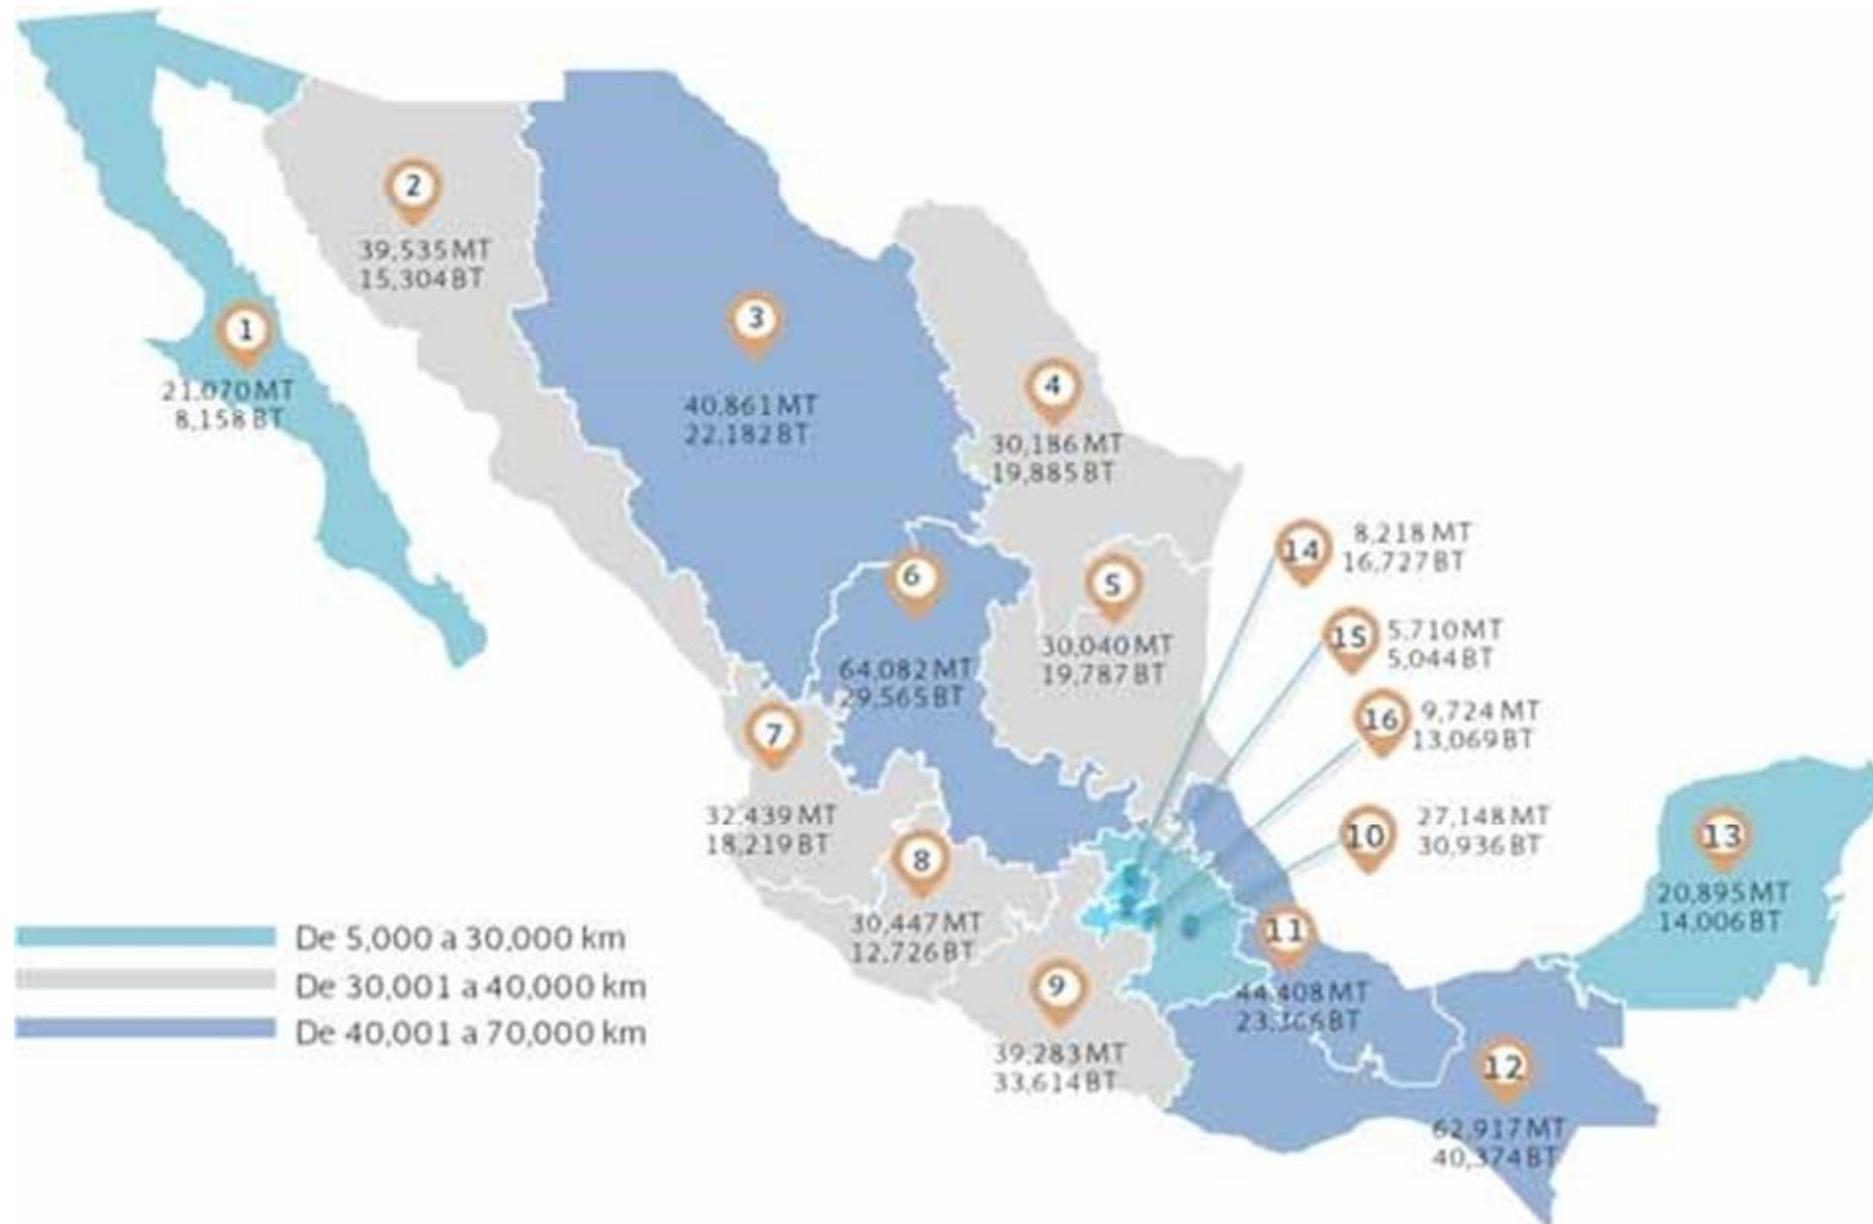 2
39,535 MT
15,304 BT
1
21,070 MT
8,158 BT
3
40,861 MT
22,182 BT
4
30,186 MT
19,885 BT
14
8,218 MT
16,727 BT
5
30,040 MT
19,787 BT
6
64,082 MT
29,565 BT
15
5.710 MT
5,044 BT
16
9,724 MT
13,069 BT
7
32,439 MT
18,219 BT
10
27,148 MT
30,936 BT
8
30,447 MT
12,726 BT
13
20,895 MT
14,006 BT
11
44,408 MT
23,366 BT
9
39,283 MT
33,614 BT
12
62,917 MT
40,374 BT
De 5,000 a 30,000 km
De 30,001 a 40,000 km
De 40,001 a 70,000 km